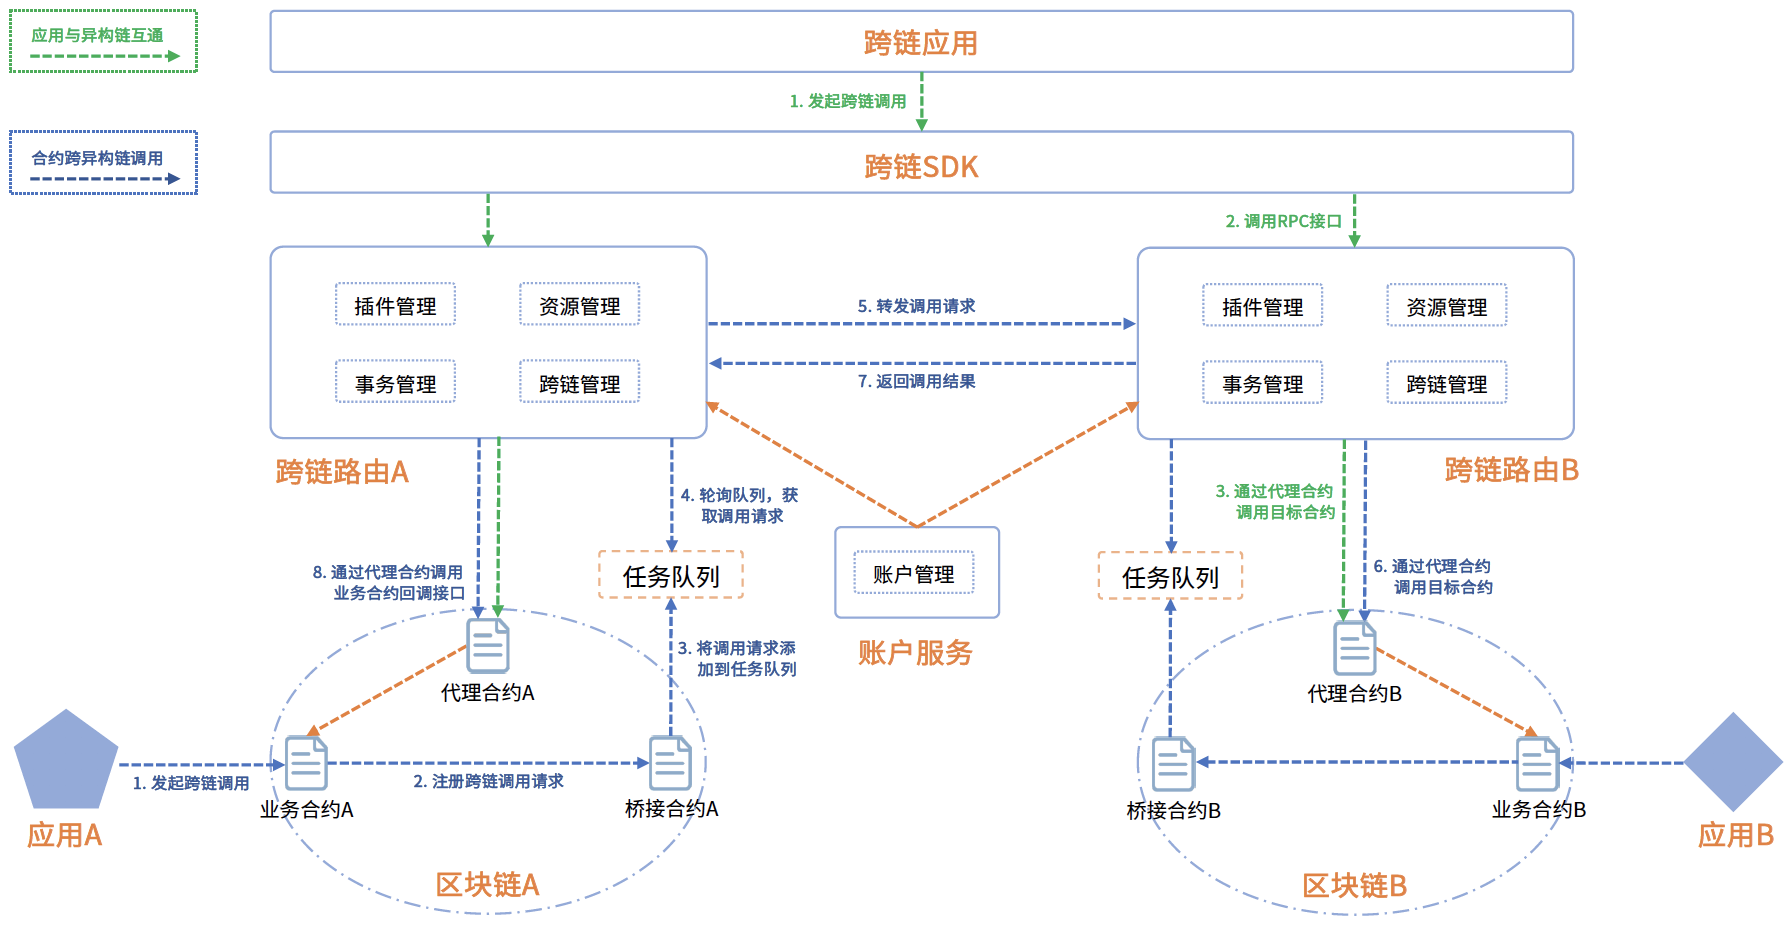 应用与异构链互通
跨链应用
1. 发起跨链调用
合约跨异构链调用
跨链SDK
2. 调用RPC接口
插件管理
资源管理
事务管理
跨链管理
5. 转发调用请求
7. 返回调用结果
插件管理
资源管理
事务管理
跨链管理
跨链路由A
跨链路由B
4. 轮询队列，获
取调用请求
3. 通过代理合约
调用目标合约
8. 通过代理合约调用
业务合约回调接口
任务队列
账户管理
任务队列
6. 通过代理合约
调用目标合约
账户服务
3. 将调用请求添
加到任务队列
代理合约A
代理合约B
1. 发起跨链调用
2. 注册跨链调用请求
业务合约A
桥接合约A
桥接合约B
业务合约B
应用A
应用B
区块链A
区块链B